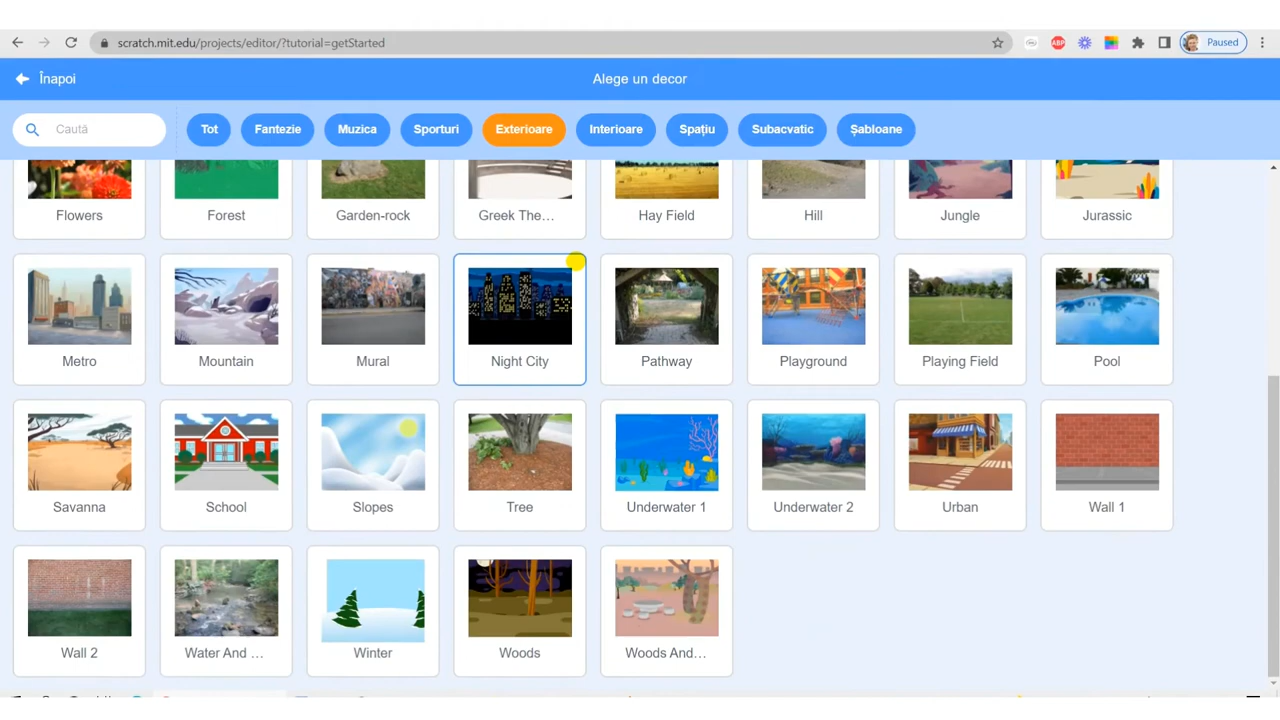 scratch.mit.edu/projects/editor/?tutorial=getStarted
ABP
Paused
Înapoi
Alege un decor
Caută
Tot
Fantezie
Muzica
Sporturi
Exterioare
Interioare
Spațiu
Subacvatic
Șabloane
Flowers
Forest
Garden-rock
Greek The...
Hay Field
Hill
Jungle
Jurassic
Metro
Mountain
Mural
Night City
Pathway
Playground
Playing Field
Pool
Savanna
School
Slopes
Tree
Underwater 1
Underwater 2
Urban
Wall 1
Wall 2
Water And ...
Winter
Woods
Woods And...